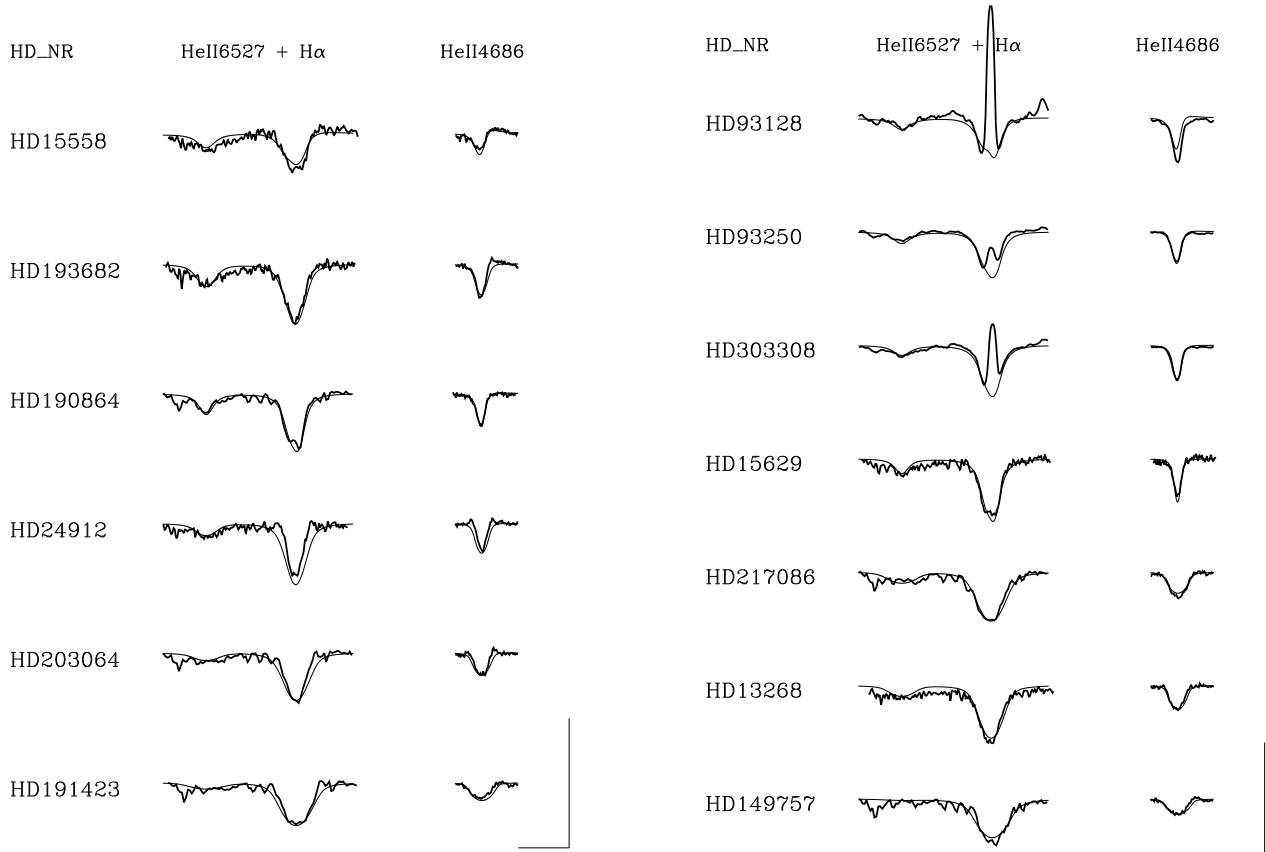 HD_NR HeII6527 + Hα HeII4686
HD15558
HD193682
HD190864
HD24912
HD203064
HD191423
HD_NR HeII6527 + Hα HeII4686
HD93128
HD93250
HD303308
HD15629
HD217086
HD13268
HD149757